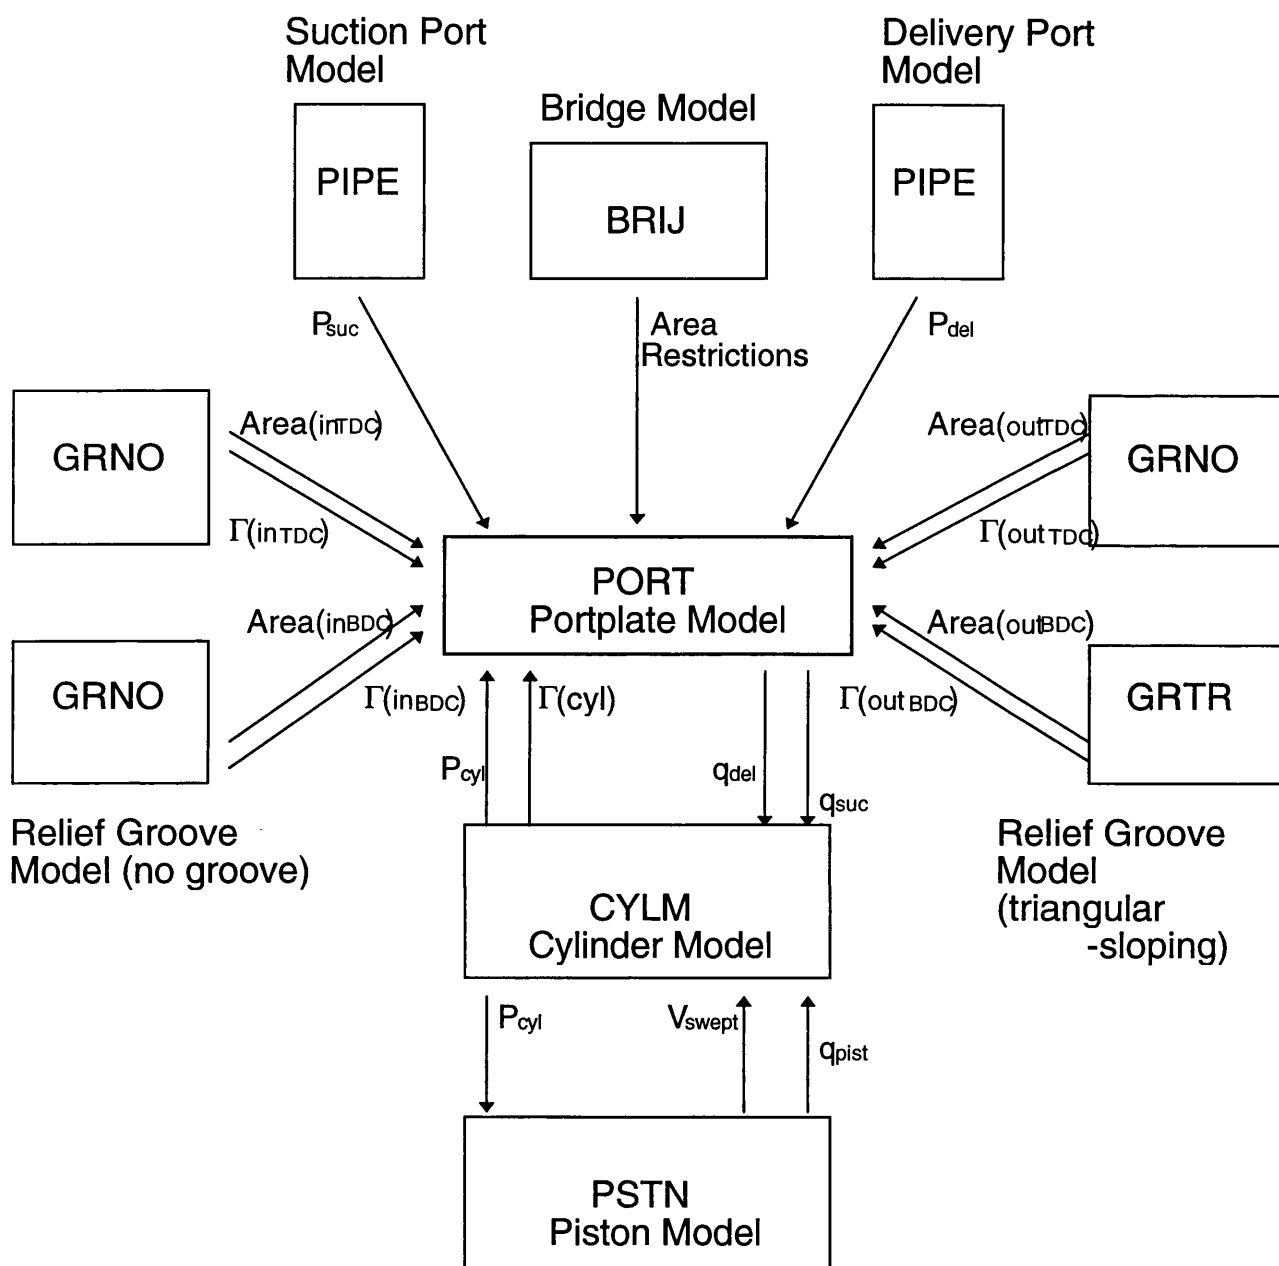 Suction Port
Model
Delivery Port
Model
Bridge Model
PIPE
BRIJ
PIPE
Psuc
Area
Restrictions
Pdel
GRNO
Area(inTDC)
Γ(inTDC)
Area(outTDC)
Γ(outTDC)
GRNO
PORT
Portplate Model
GRNO
Area(inBDC)
Γ(inBDC)
Γ(cyl)
Area(outBDC)
Γ(outBDC)
GRTR
Pcyl
qdel
qsuc
Relief Groove
Model (no groove)
Relief Groove
Model
(triangular
-sloping)
CYLM
Cylinder Model
Pcyl
Vswept
qpist
PSTN
Piston Model